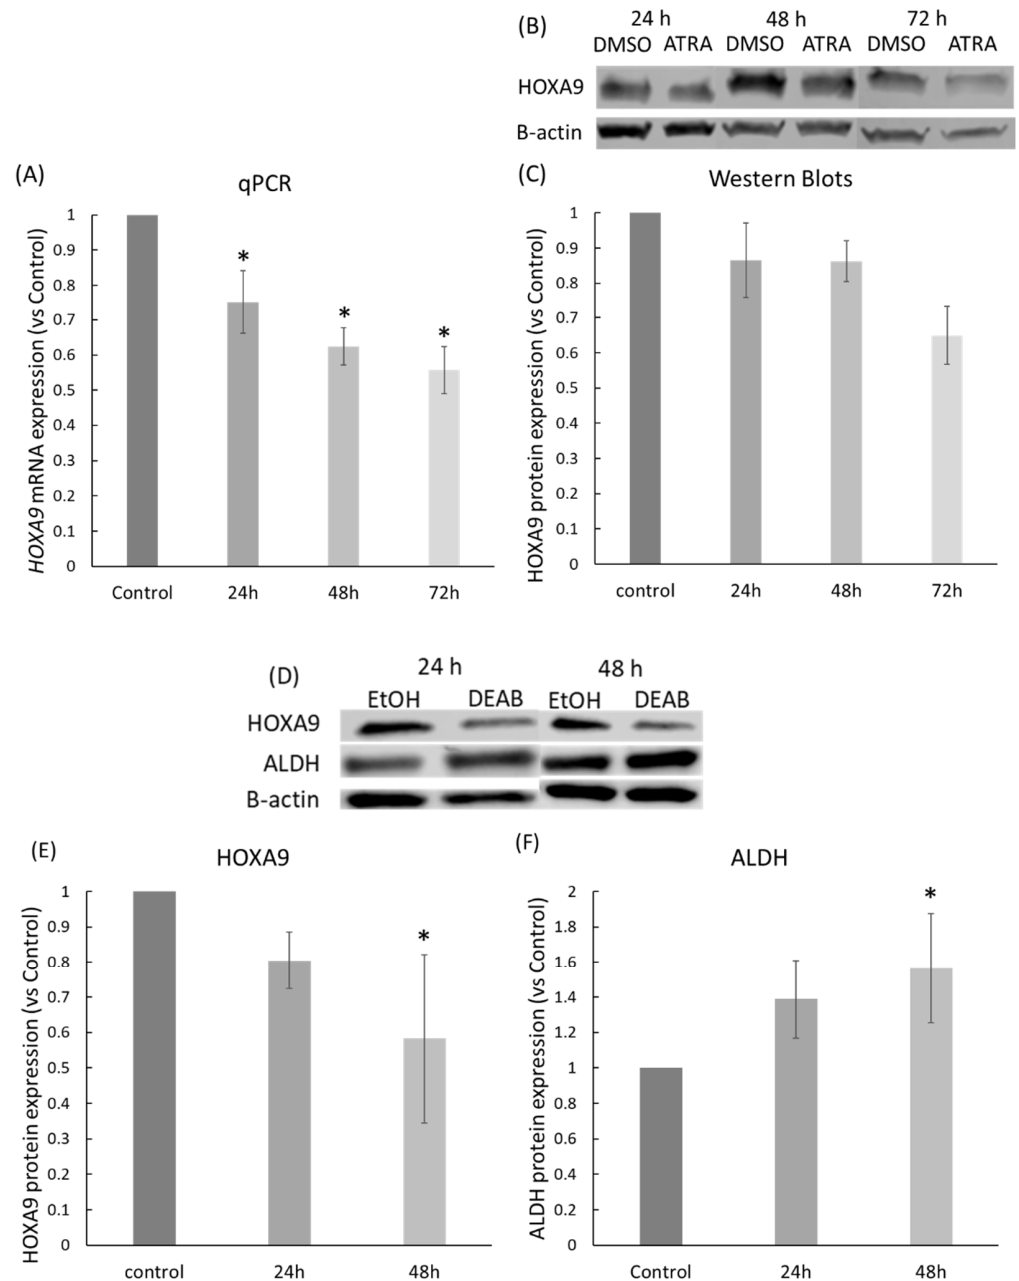 (B)
24 h 48 h 72 h
DMSO ATRA DMSO ATRA DMSO ATRA
HOXA9
B-actin
(A)
qPCR
HOXA9 mRNA expression (vs Control)
1
0.9
0.8
0.7
0.6
0.5
0.4
0.3
0.2
0.1
0
* * *
Control 24h 48h 72h
(C)
Western Blots
HOXA9 protein expression (vs Control)
1
0.9
0.8
0.7
0.6
0.5
0.4
0.3
0.2
0.1
0
control 24h 48h 72h
(D)
24 h 48 h
EtOH DEAB EtOH DEAB
HOXA9
ALDH
B-actin
(E)
HOXA9
HOXA9 protein expression (vs Control)
1
0.9
0.8
0.7
0.6
0.5
0.4
0.3
0.2
0.1
0
*
control 24h 48h
(F)
ALDH
ALDH protein expression (vs Control)
2
1.8
1.6
1.4
1.2
1
0.8
0.6
0.4
0.2
0
*
Control 24h 48h